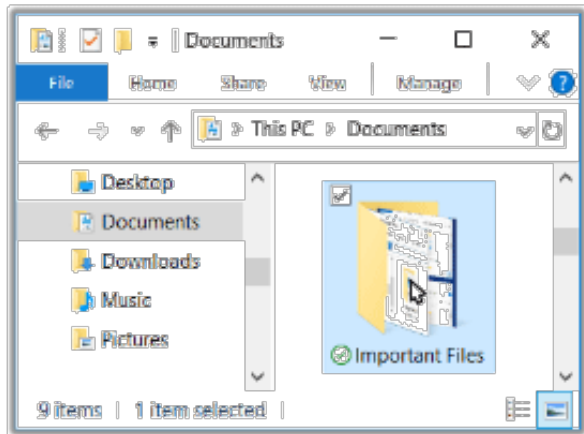 Documents
File Home Share View Manage ?
This PC Documents
Desktop
Documents
Downloads
Music
Pictures
Important Files
9 items | 1 item selected |